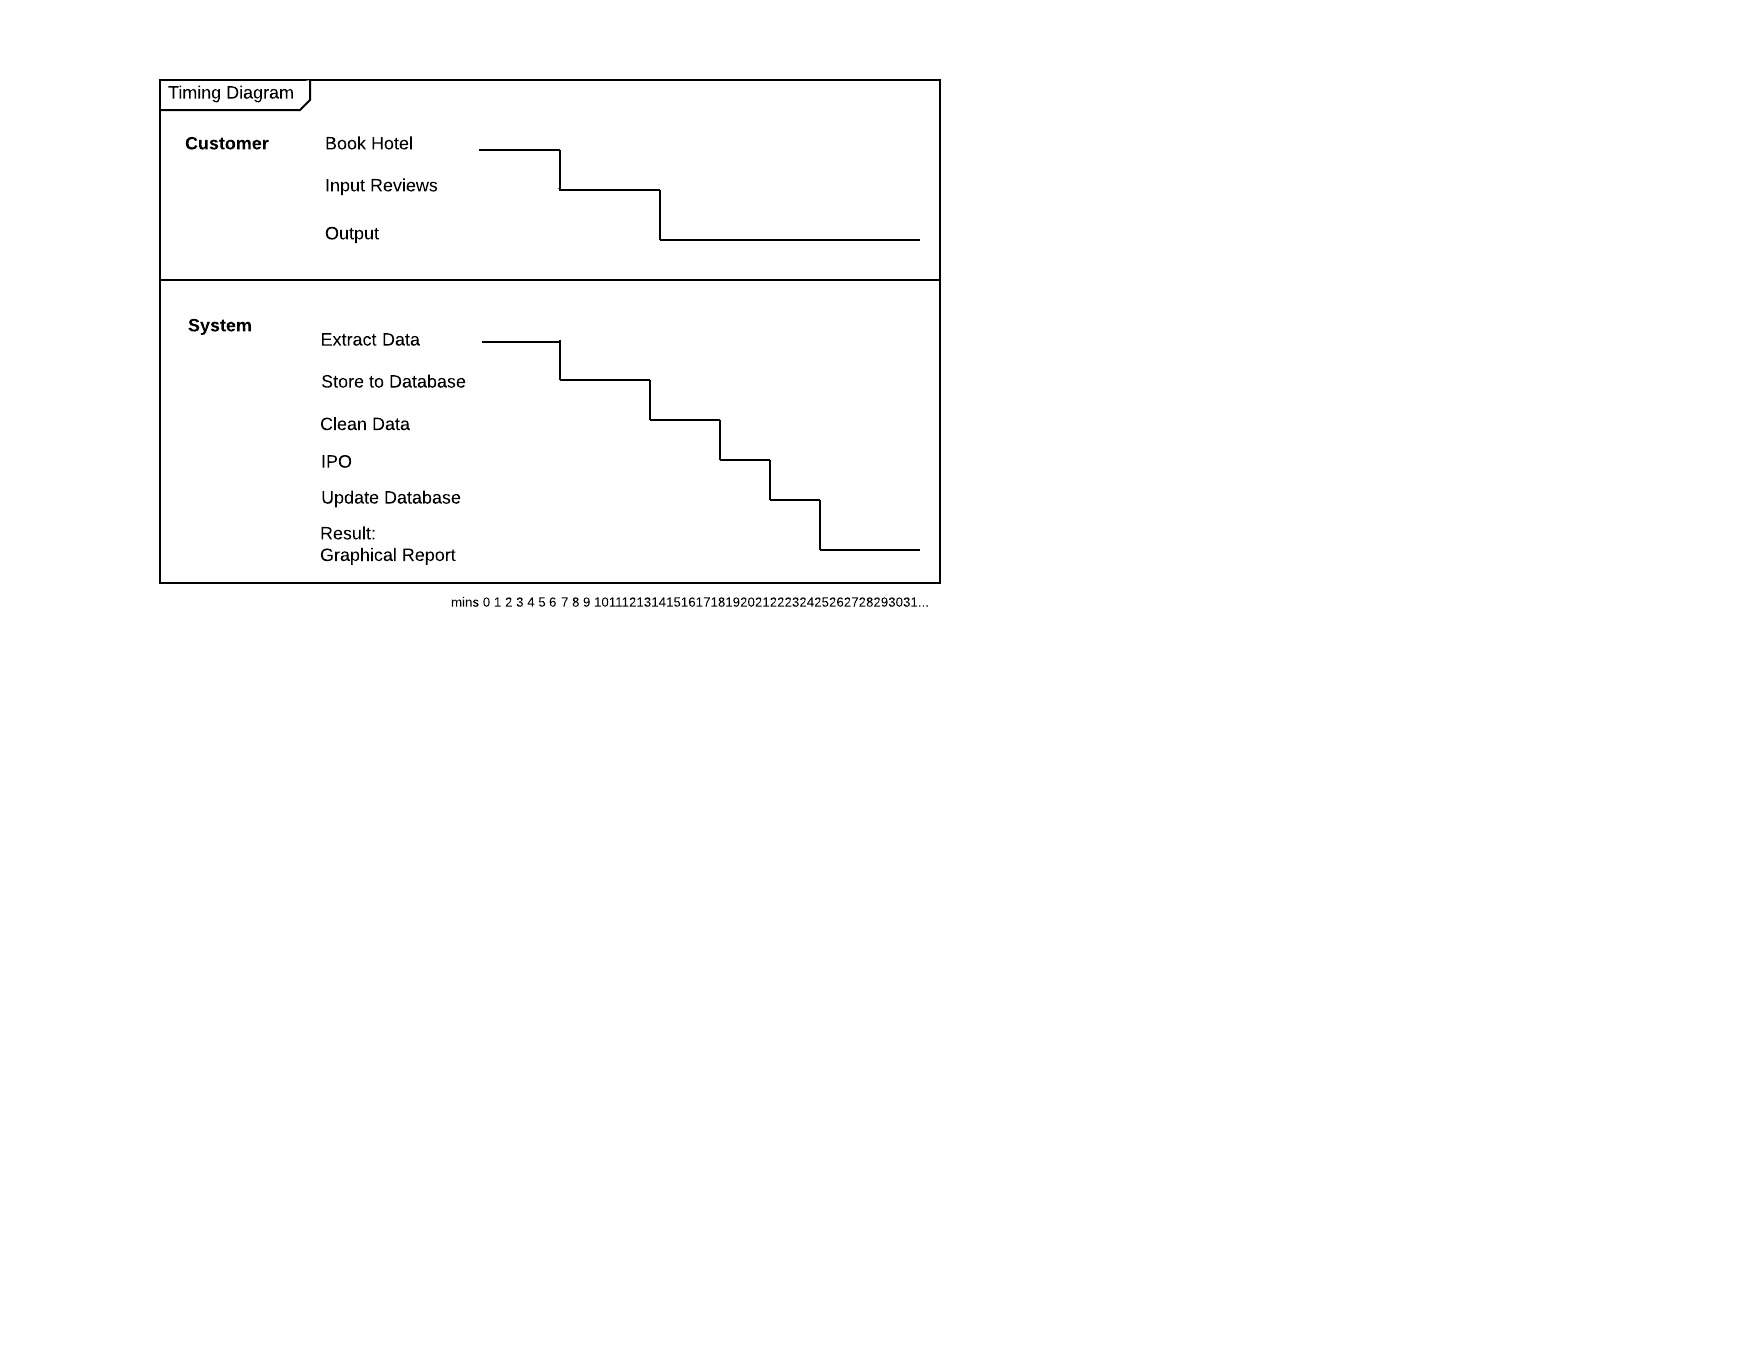 Timing Diagram
Customer
Book Hotel
Input Reviews
Output
System
Extract Data
Store to Database
Clean Data
IPO
Update Database
Result:
Graphical Report
mins 0 1 2 3 4 5 6 7 8 9 10111213141516171819202122232425262728293031...